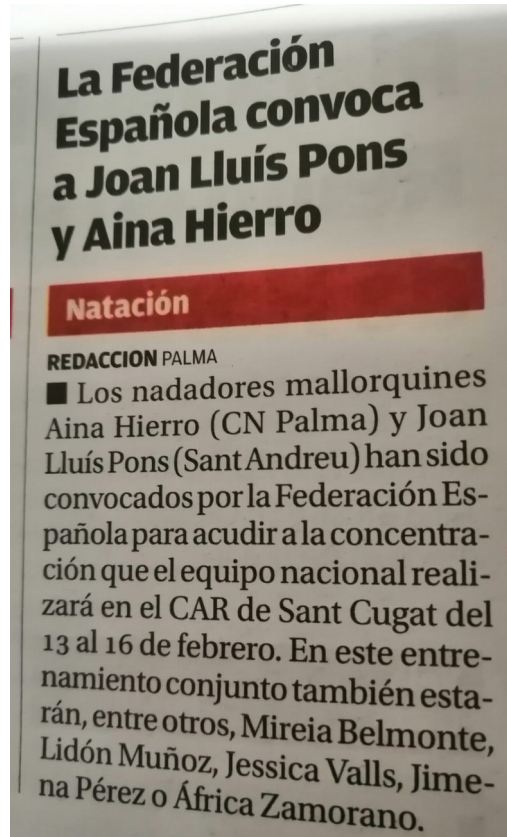 La Federación
Española convoca
a Joan Lluís Pons
y Aina Hierro
Natación
REDACCION PALMA
■ Los nadadores mallorquines
Aina Hierro (CN Palma) y Joan
Lluís Pons (Sant Andreu) han sido
convocados por la Federación Es-
pañola para acudir a la concentra-
ción que el equipo nacional reali-
zará en el CAR de Sant Cugat del
13 al 16 de febrero. En este entre-
namiento conjunto también esta-
rán, entre otros, Mireia Belmonte,
Lidón Muñoz, Jessica Valls, Jime-
na Pérez o África Zamorano.